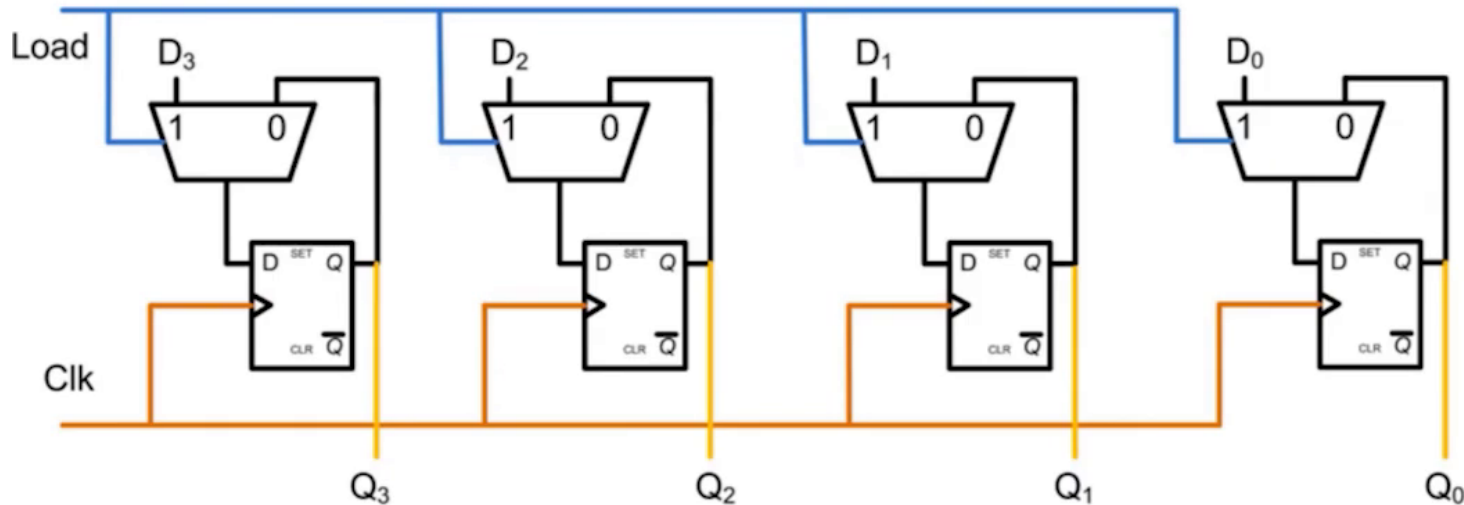 Load
D₃ D₂ D₁ D₀
1 0 1 0 1 0 1 0
SET SET SET SET
D Q D Q D Q D Q
CLR Q̅ CLR Q̅ CLR Q̅ CLR Q̅
Clk
Q₃ Q₂ Q₁ Q₀